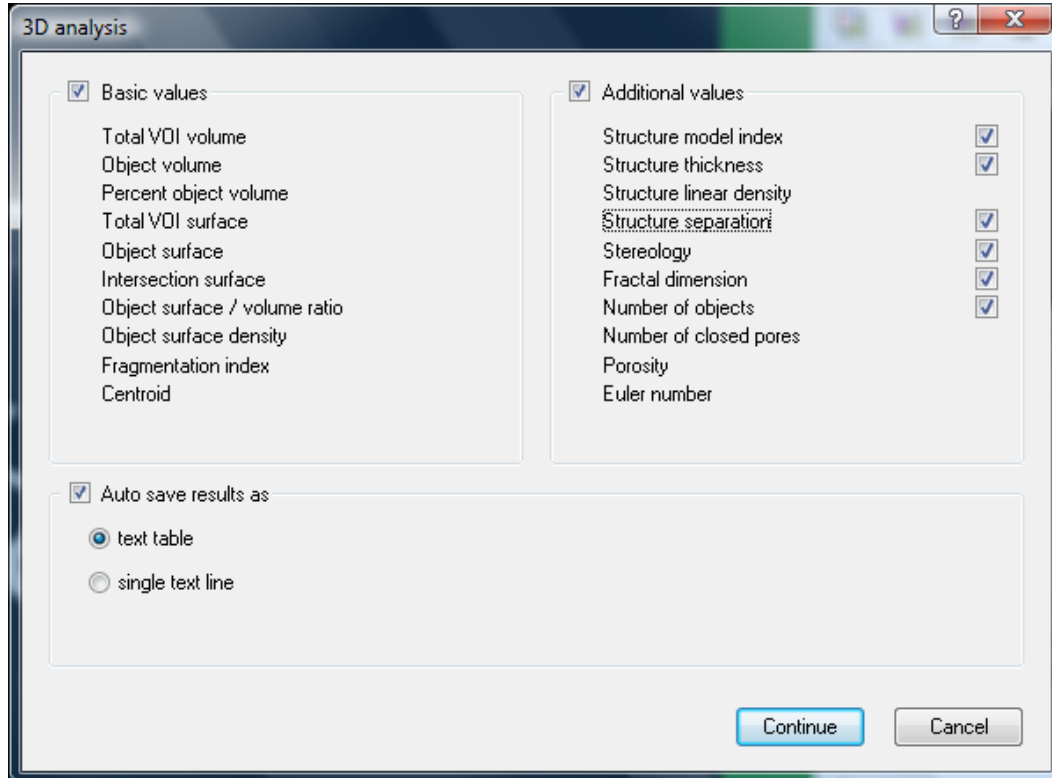 3D analysis
Basic values
Total VOI volume
Object volume
Percent object volume
Total VOI surface
Object surface
Intersection surface
Object surface / volume ratio
Object surface density
Fragmentation index
Centroid
Additional values
Structure model index
Structure thickness
Structure linear density
Structure separation
Stereology
Fractal dimension
Number of objects
Number of closed pores
Porosity
Euler number
Auto save results as
text table
single text line
Continue
Cancel